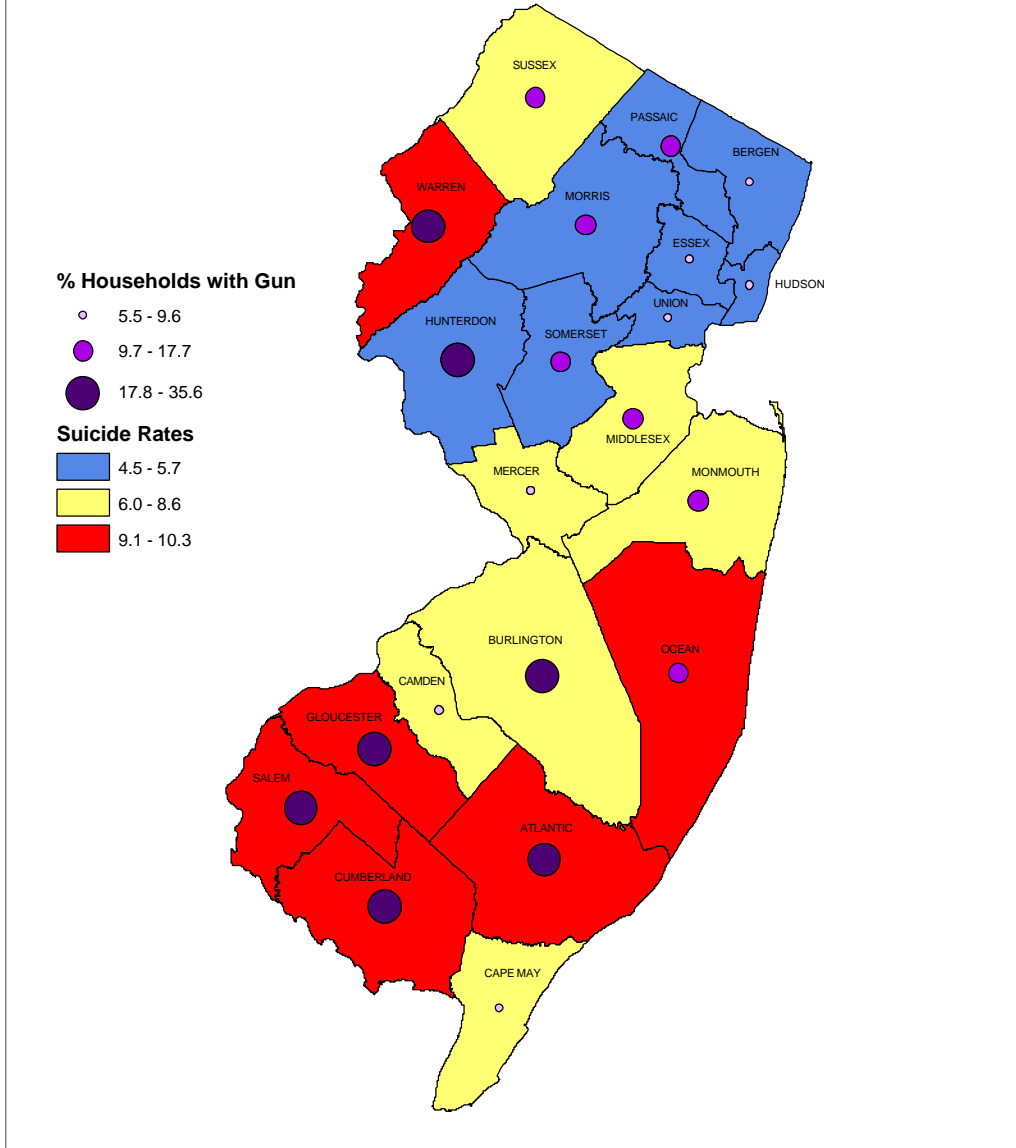 SUSSEX
PASSAIC
BERGEN
WARREN
MORRIS
ESSEX
% Households with Gun
HUDSON
UNION
5.5 - 9.6
HUNTERDON
SOMERSET
9.7 - 17.7
17.8 - 35.6
Suicide Rates
MIDDLESEX
4.5 - 5.7
MERCER
MONMOUTH
6.0 - 8.6
9.1 - 10.3
BURLINGTON
OCEAN
CAMDEN
GLOUCESTER
SALEM
ATLANTIC
CUMBERLAND
CAPE MAY